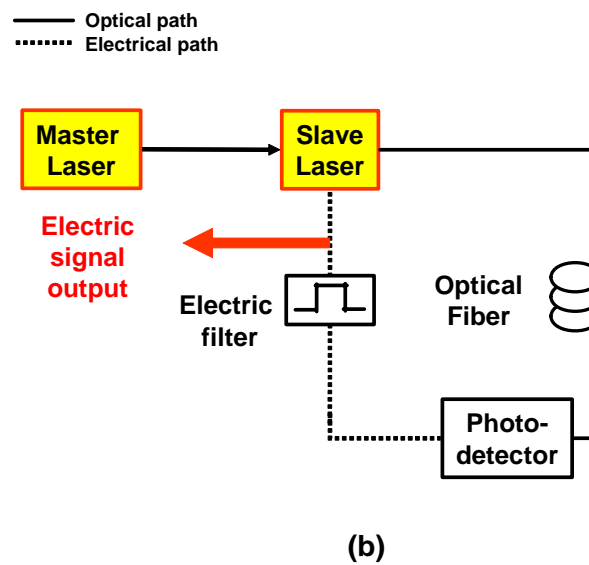 Optical path
Electrical path
Master
Laser
Slave
Laser
Electric
signal
output
Electric
filter
Optical
Fiber
Photo-
detector
(b)